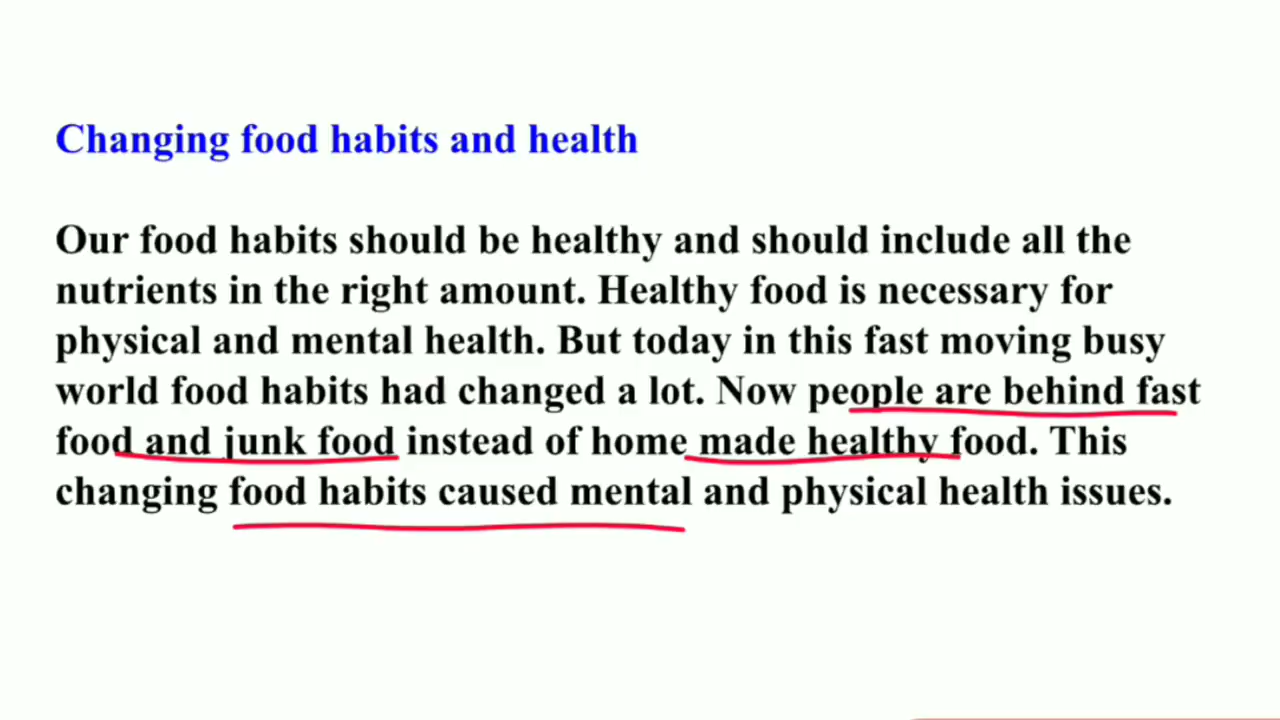 Changing food habits and health
Our food habits should be healthy and should include all the
nutrients in the right amount. Healthy food is necessary for
physical and mental health. But today in this fast moving busy
world food habits had changed a lot. Now people are behind fast
food and junk food instead of home made healthy food. This
changing food habits caused mental and physical health issues.